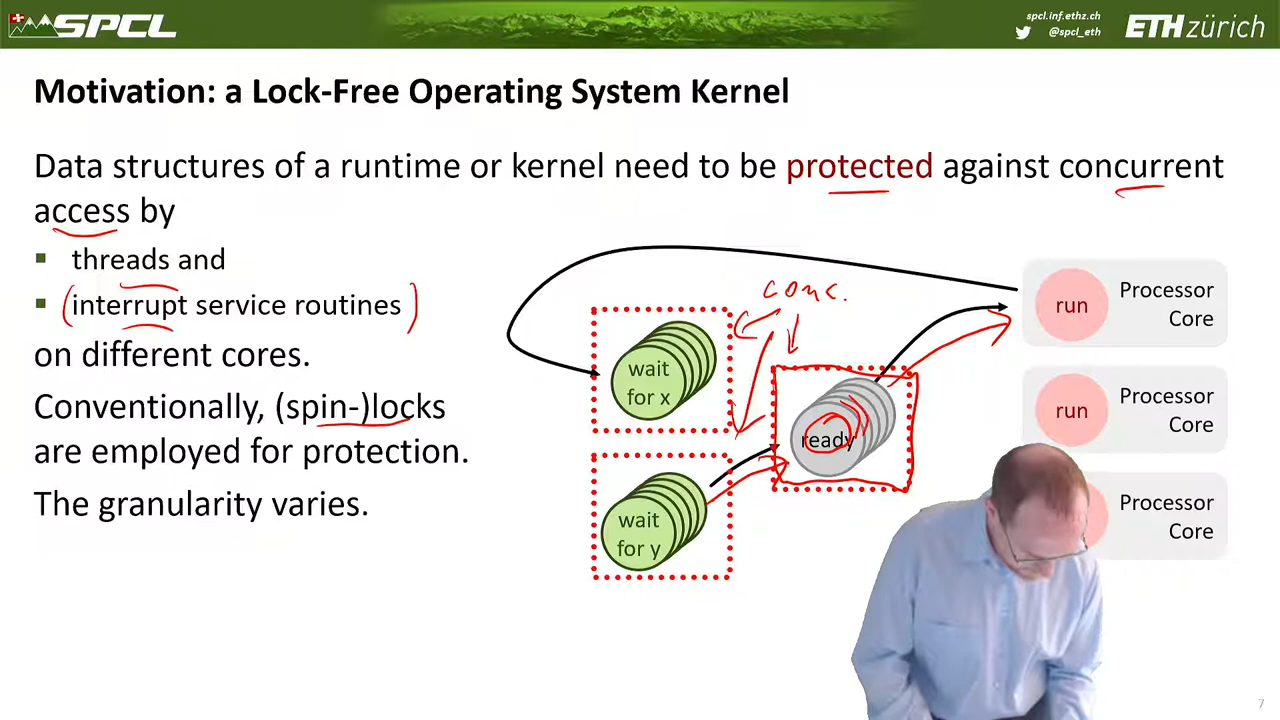 SPCL
spcl.inf.ethz.ch
@spcl_eth
ETH zürich
Motivation: a Lock-Free Operating System Kernel
Data structures of a runtime or kernel need to be protected against concurrent
access by
threads and
(interrupt service routines)
on different cores.
Conventionally, (spin-)locks
are employed for protection.
The granularity varies.
conc.
wait
for x
wait
for y
ready
run
Processor
Core
run
Processor
Core
Processor
Core
7